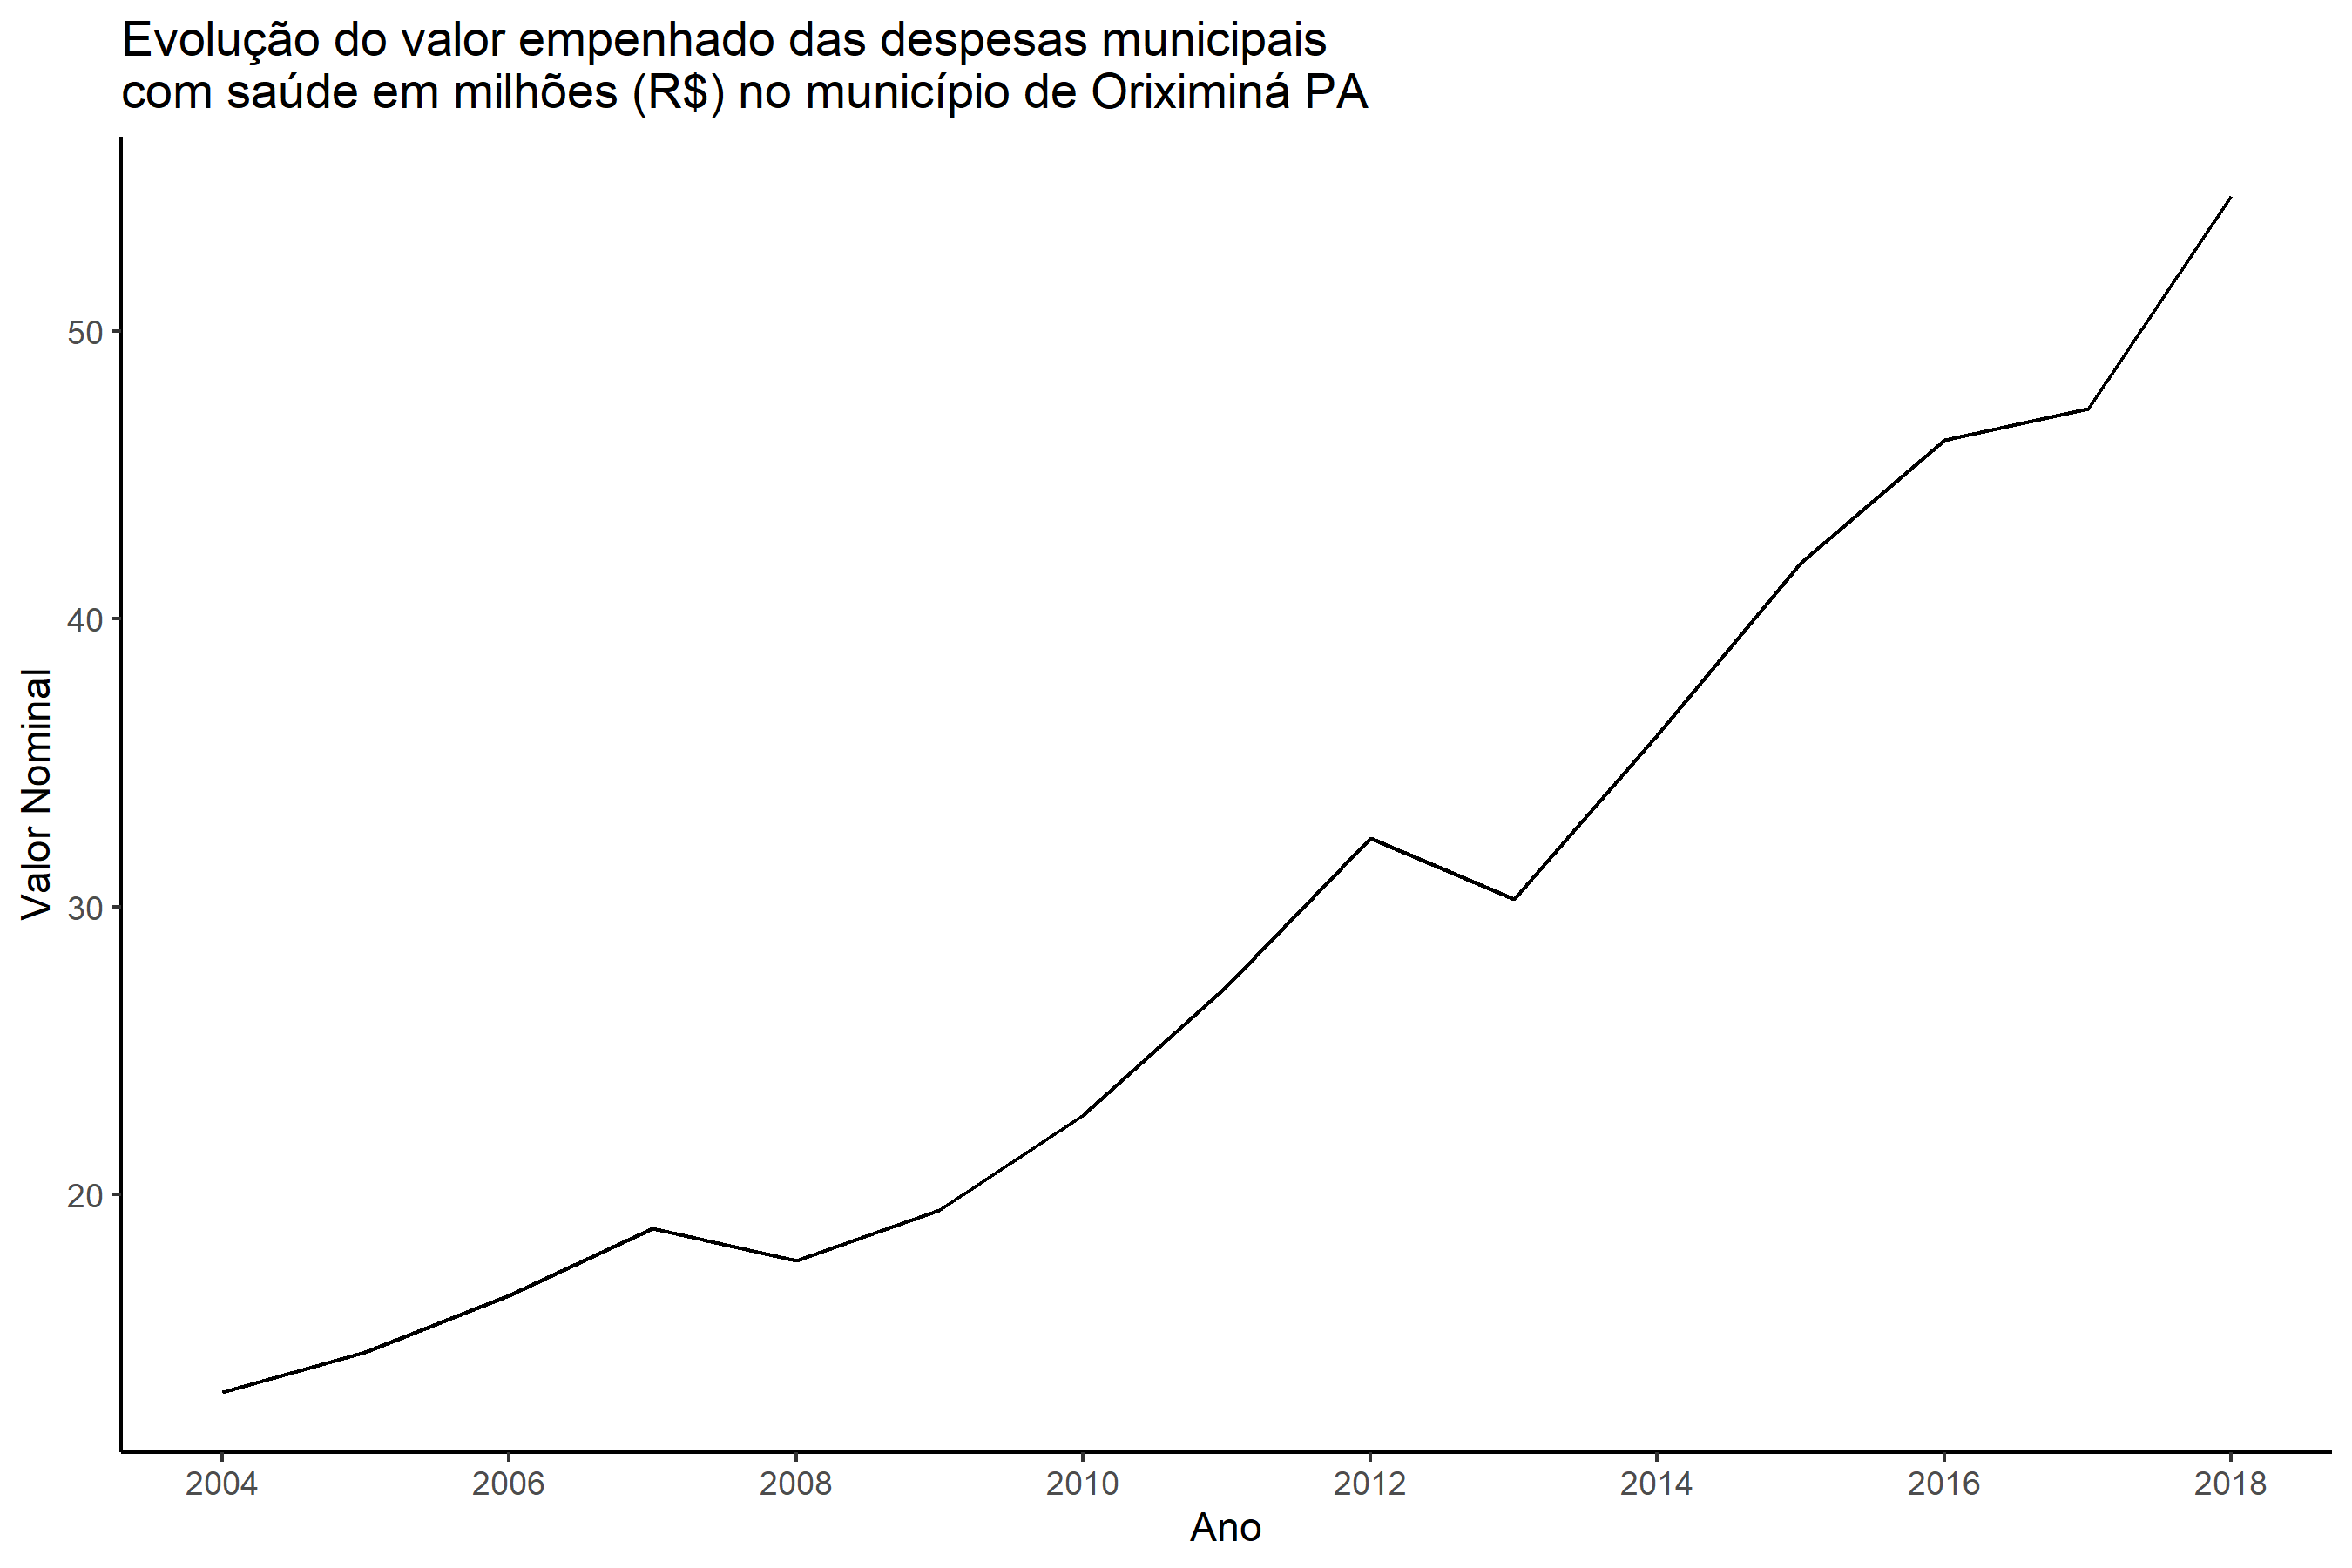 Evolução do valor empenhado das despesas municipais
com saúde em milhões (R$) no município de Oriximiná PA
Valor Nominal
50
40
30
20
2004 2006 2008 2010 2012 2014 2016 2018
Ano